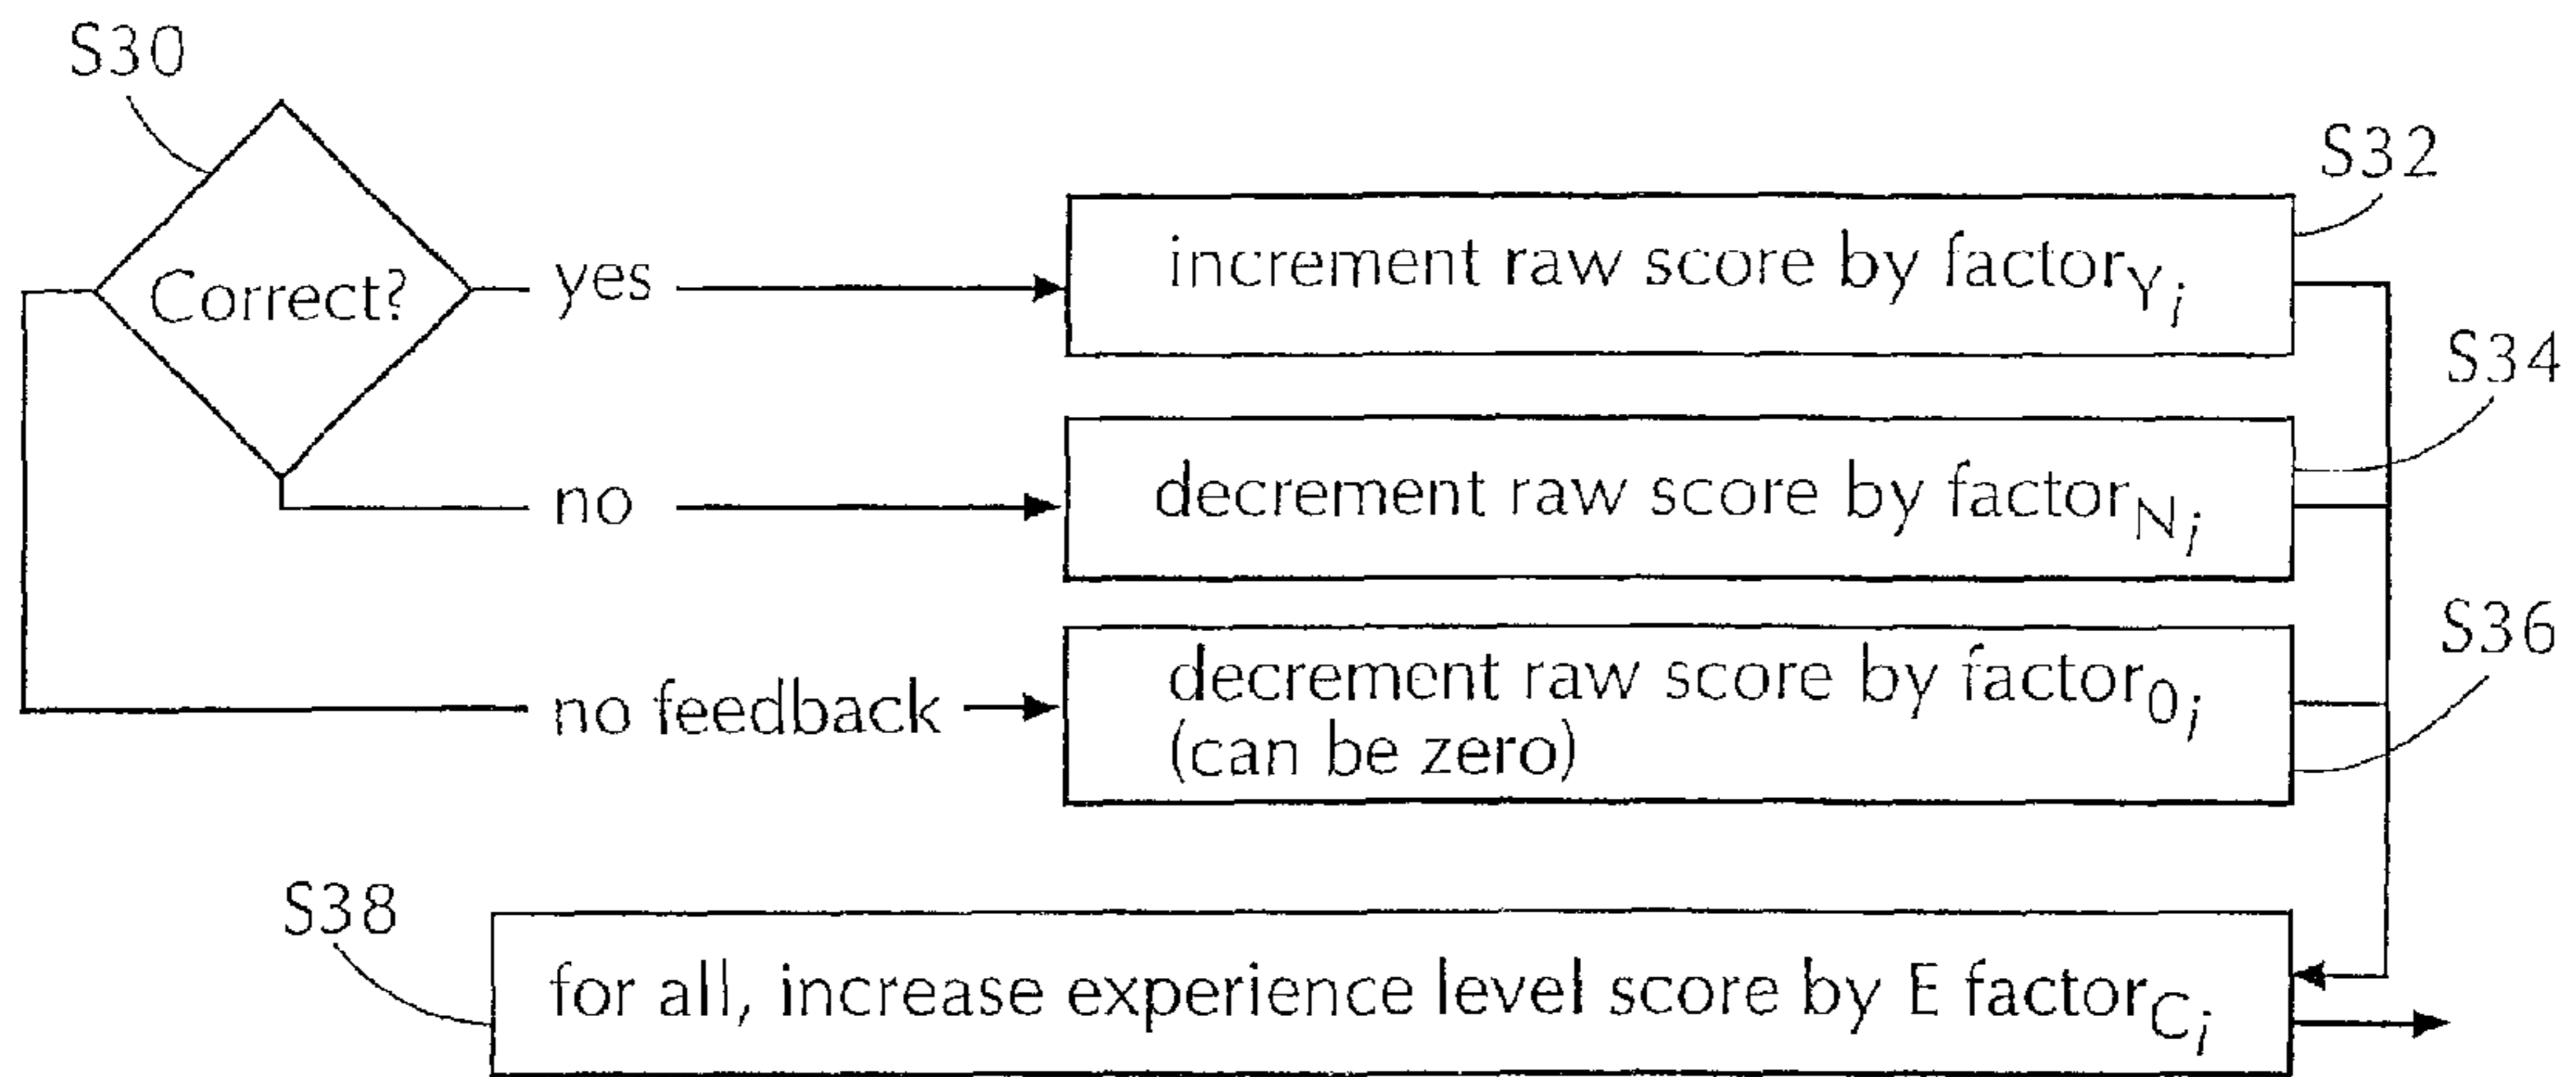 S30
Correct?
yes
increment raw score by factorYi
S32
no
decrement raw score by factorNi
S34
no feedback
decrement raw score by factor0i
(can be zero)
S36
S38
for all, increase experience level score by E factorCi